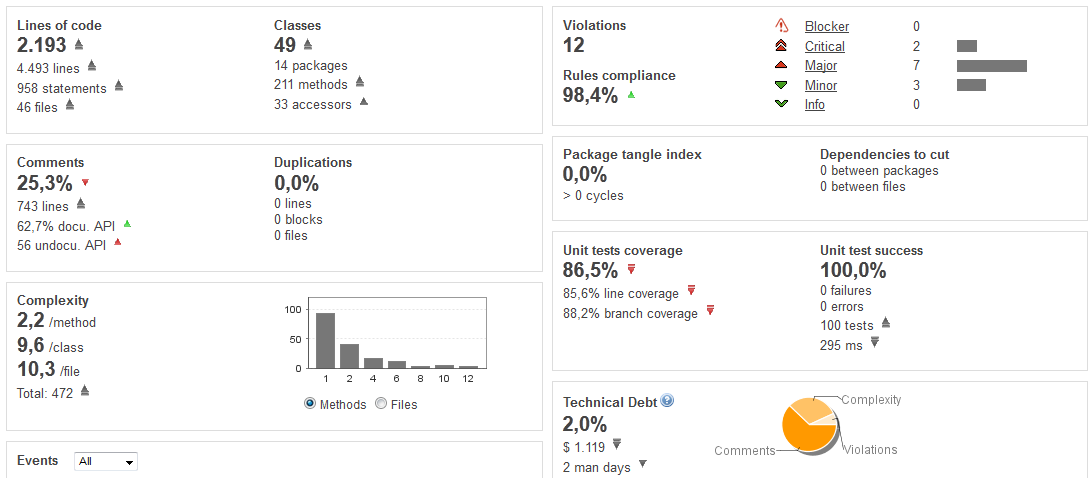 Lines of code
2.193
4.493 lines
958 statements
46 files
Classes
49
14 packages
211 methods
33 accessors
Comments
25,3%
743 lines
62,7% docu. API
56 undocu. API
Duplications
0,0%
0 lines
0 blocks
0 files
Complexity
2,2 /method
9,6 /class
10,3 /file
Total: 472
100
50
0
1 2 4 6 8 10 12
Methods Files
Events All
Violations
12
Rules compliance
98,4%
Blocker 0
Critical 2
Major 7
Minor 3
Info 0
Package tangle index
0,0%
> 0 cycles
Dependencies to cut
0 between packages
0 between files
Unit tests coverage
86,5%
85,6% line coverage
88,2% branch coverage
Unit test success
100,0%
0 failures
0 errors
100 tests
295 ms
Technical Debt ?
2,0%
$ 1.119
2 man days
Complexity
Comments
Violations